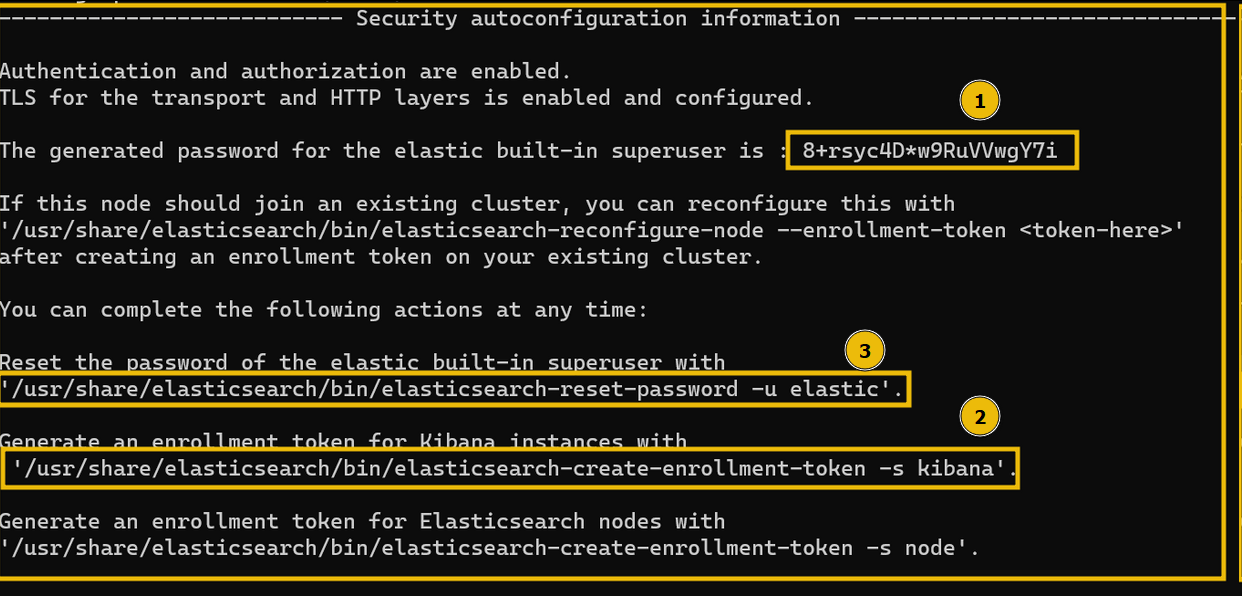 --------------------------- Security autoconfiguration information ------------------------------
Authentication and authorization are enabled.
TLS for the transport and HTTP layers is enabled and configured.
1
The generated password for the elastic built-in superuser is : 8+rsyc4D*w9RuVVwgY7i
If this node should join an existing cluster, you can reconfigure this with
'/usr/share/elasticsearch/bin/elasticsearch-reconfigure-node --enrollment-token <token-here>'
after creating an enrollment token on your existing cluster.
You can complete the following actions at any time:
Reset the password of the elastic built-in superuser with
3
'/usr/share/elasticsearch/bin/elasticsearch-reset-password -u elastic'.
2
Generate an enrollment token for Kibana instances with
'/usr/share/elasticsearch/bin/elasticsearch-create-enrollment-token -s kibana'.
Generate an enrollment token for Elasticsearch nodes with
'/usr/share/elasticsearch/bin/elasticsearch-create-enrollment-token -s node'.